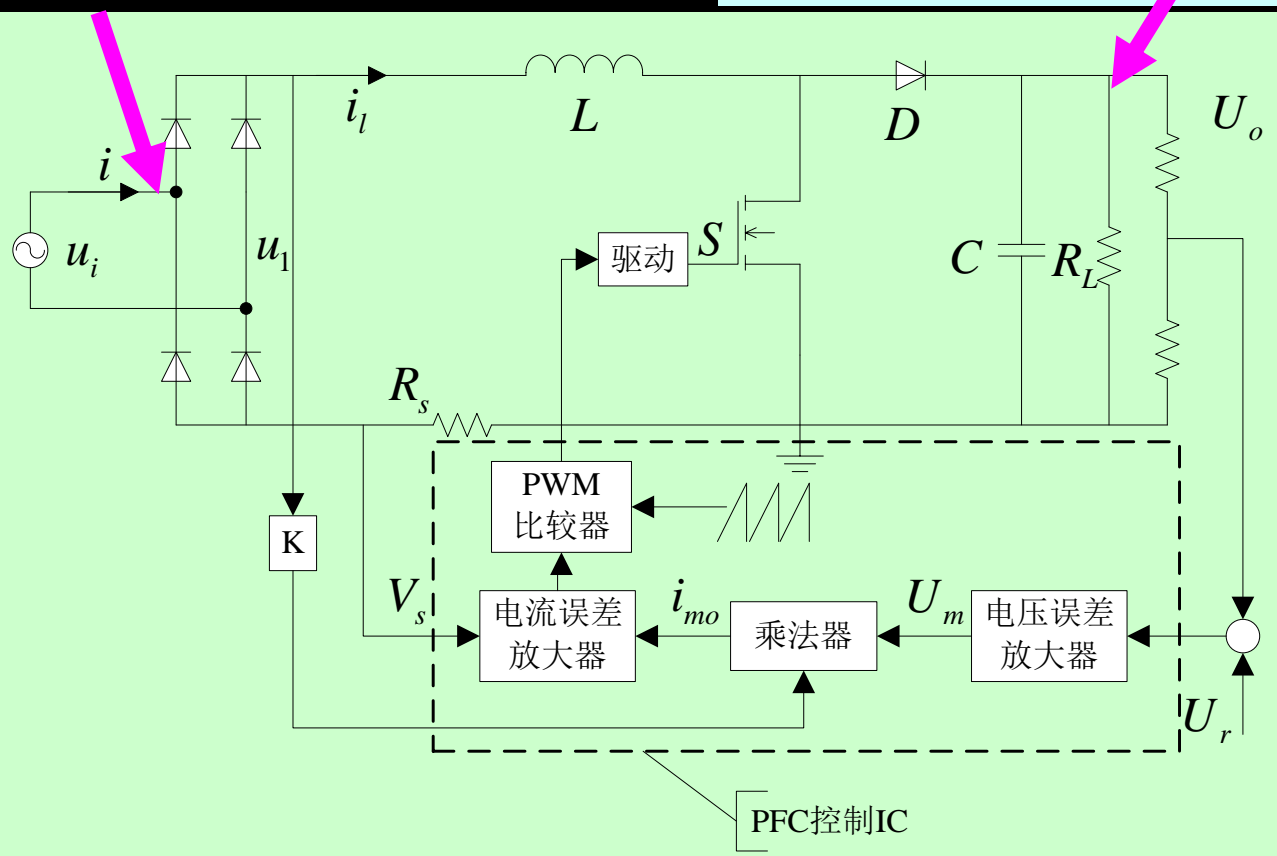 i_l
L
D
U_o
i
u_i
u_1
驱动
S
C
R_L
R_s
PWM
比较器
K
V_s
电流误差
放大器
i_mo
乘法器
U_m
电压误差
放大器
U_r
PFC控制IC